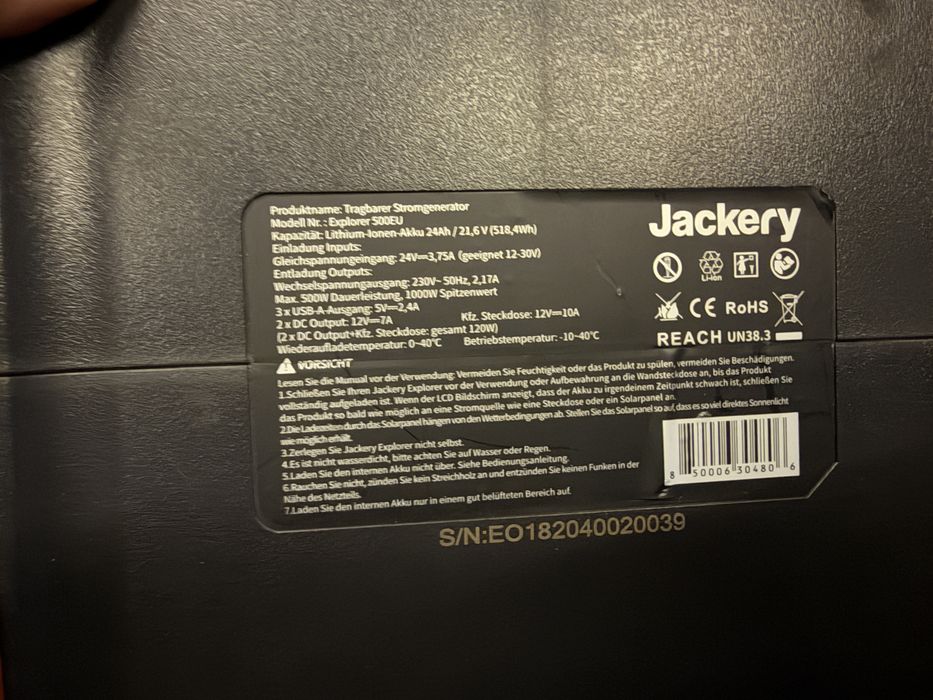 Produktname: Tragbarer Stromgenerator
Modell Nr. : Explorer 500EU
Kapazität: Lithium-Ionen-Akku 24Ah / 21,6 V (518,4Wh)
Einladung Inputs:
Gleichspannungeingang: 24V⎓3,75A (geeignet 12-30V)
Entladung Outputs:
Wechselspannungausgang: 230V~ 50Hz, 2,17A
Max. 500W Dauerleistung, 1000W Spitzenwert
3 x USB-A-Ausgang: 5V⎓2,4A
2 x DC Output: 12V⎓7A Kfz. Steckdose: 12V⎓10A
(2 x DC Output+Kfz. Steckdose: gesamt 120W)
Wiederaufladetemperatur: 0~40℃ Betriebstemperatur: -10~40℃
Jackery
Li-ion
CE RoHS
REACH UN38.3
VORSICHT
Lesen Sie die Mumual vor der Verwendung: Vermeiden Sie Feuchtigkeit oder das Produkt zu spülen, vermeiden Sie Beschädigungen.
1.Schließen Sie Ihren Jackery Explorer vor der Verwendung oder Aufbewahrung an die Wandsteckdose an, bis das Produkt
vollständig aufgeladen ist. Wenn der LCD Bildschirm anzeigt, dass der Akku zu irgendeinem Zeitpunkt schwach ist, schließen Sie
das Produkt so bald wie möglich an eine Stromquelle wie eine Steckdose oder ein Solarpanel an.
2.Die Ladezeiten durch das Solarpanel hängen von den Wetterbedingungen ab. Stellen Sie das Solarpanel so auf, dass es so viel direktes Sonnenlicht
wie möglich erhält.
3.Zerlegen Sie Jackery Explorer nicht selbst.
4.Es ist nicht wasserdicht, bitte achten Sie auf Wasser oder Regen.
5.Laden Sie den internen Akku nicht über. Siehe Bedienungsanleitung.
6.Rauchen Sie nicht, zünden Sie kein Streichholz an und entzünden Sie keinen Funken in der
Nähe des Netzteils.
7.Laden Sie den internen Akku nur in einem gut belüfteten Bereich auf.
8 50006 30480 6
S/N:EO182040020039